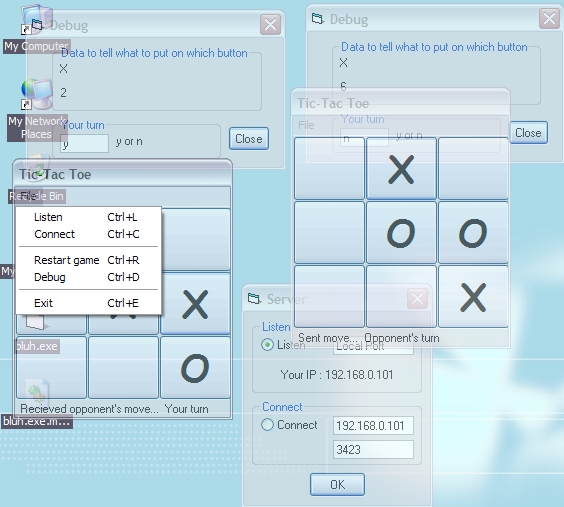 My Computer
My Network
Places
Recycle Bin
My
bluh.exe
bluh.exe.m...
Debug
Data to tell what to put on which button
X
2
Your turn
y
y or n
Close
Debug
Data to tell what to put on which button
X
6
n
Close
Tic-Tac Toe
File
Listen Ctrl+L
Connect Ctrl+C
Restart game Ctrl+R
Debug Ctrl+D
Exit Ctrl+E
X
O
Recieved opponent's move... Your turn
Tic-Tac Toe
File
X
O O
X
Sent move... Opponent's turn
Server
Listen
Listen Local Port
Your IP : 192.168.0.101
Connect
Connect 192.168.0.101
3423
OK